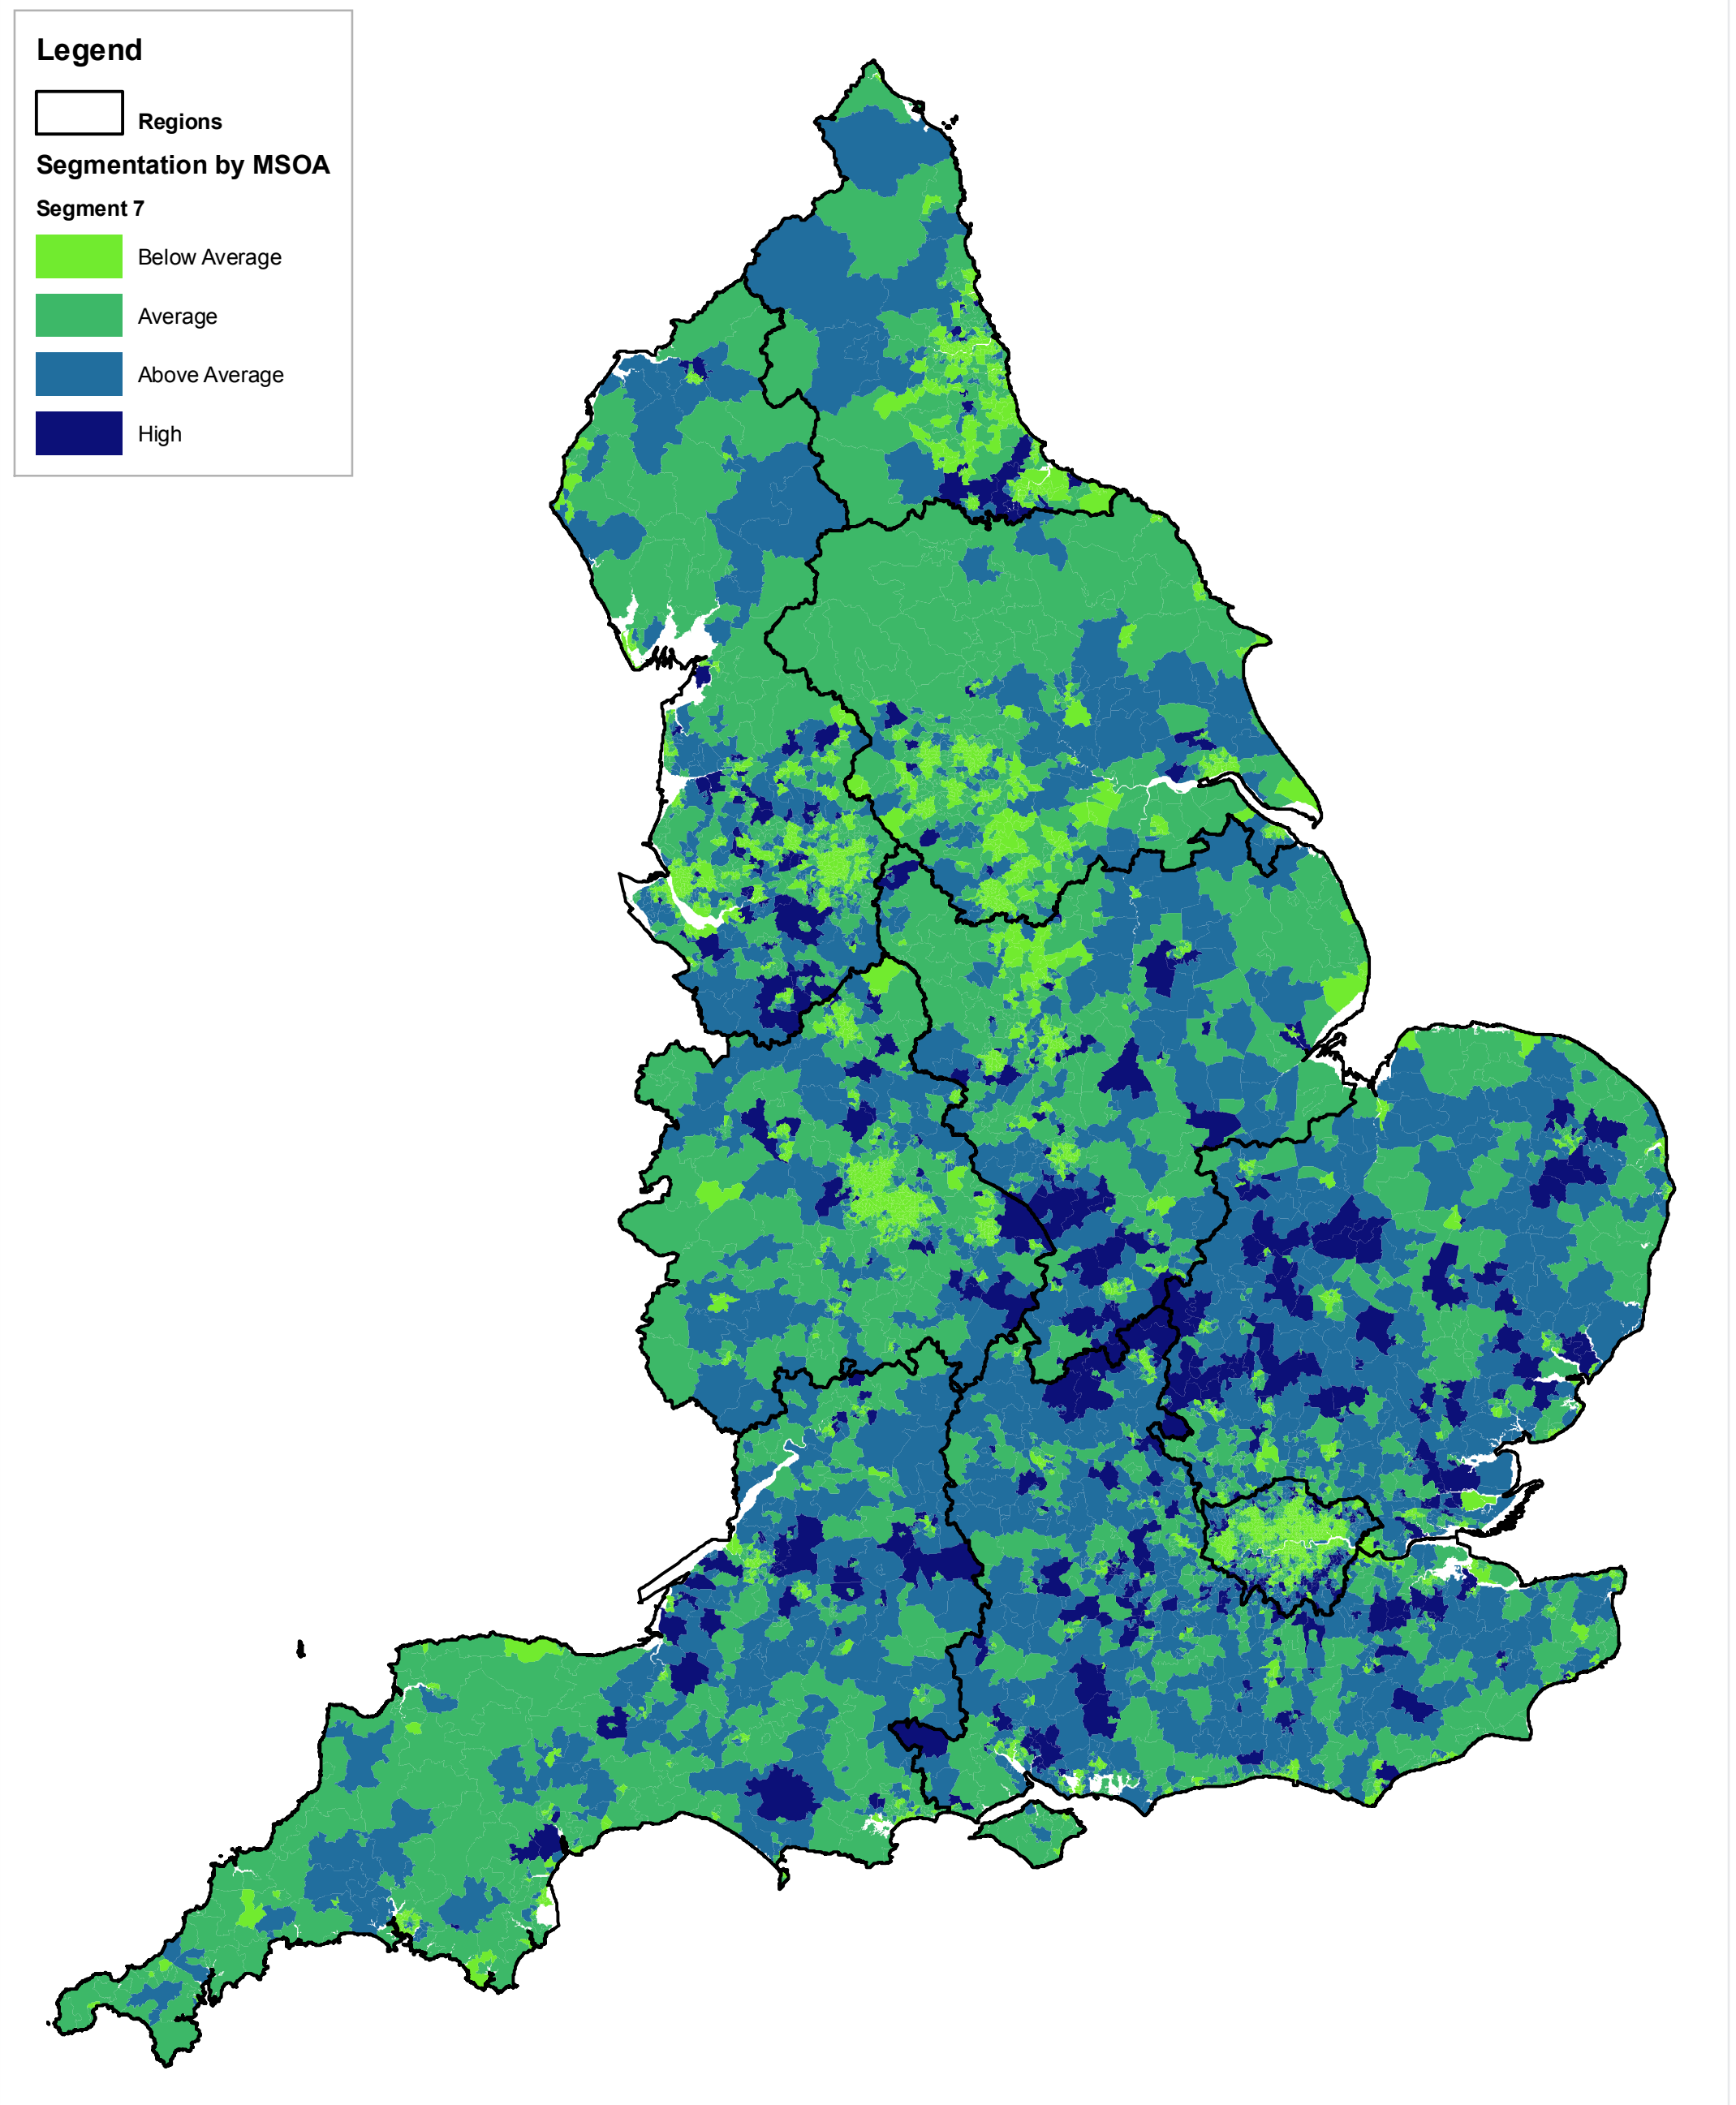 Legend
Regions
Segmentation by MSOA
Segment 7
Below Average
Average
Above Average
High